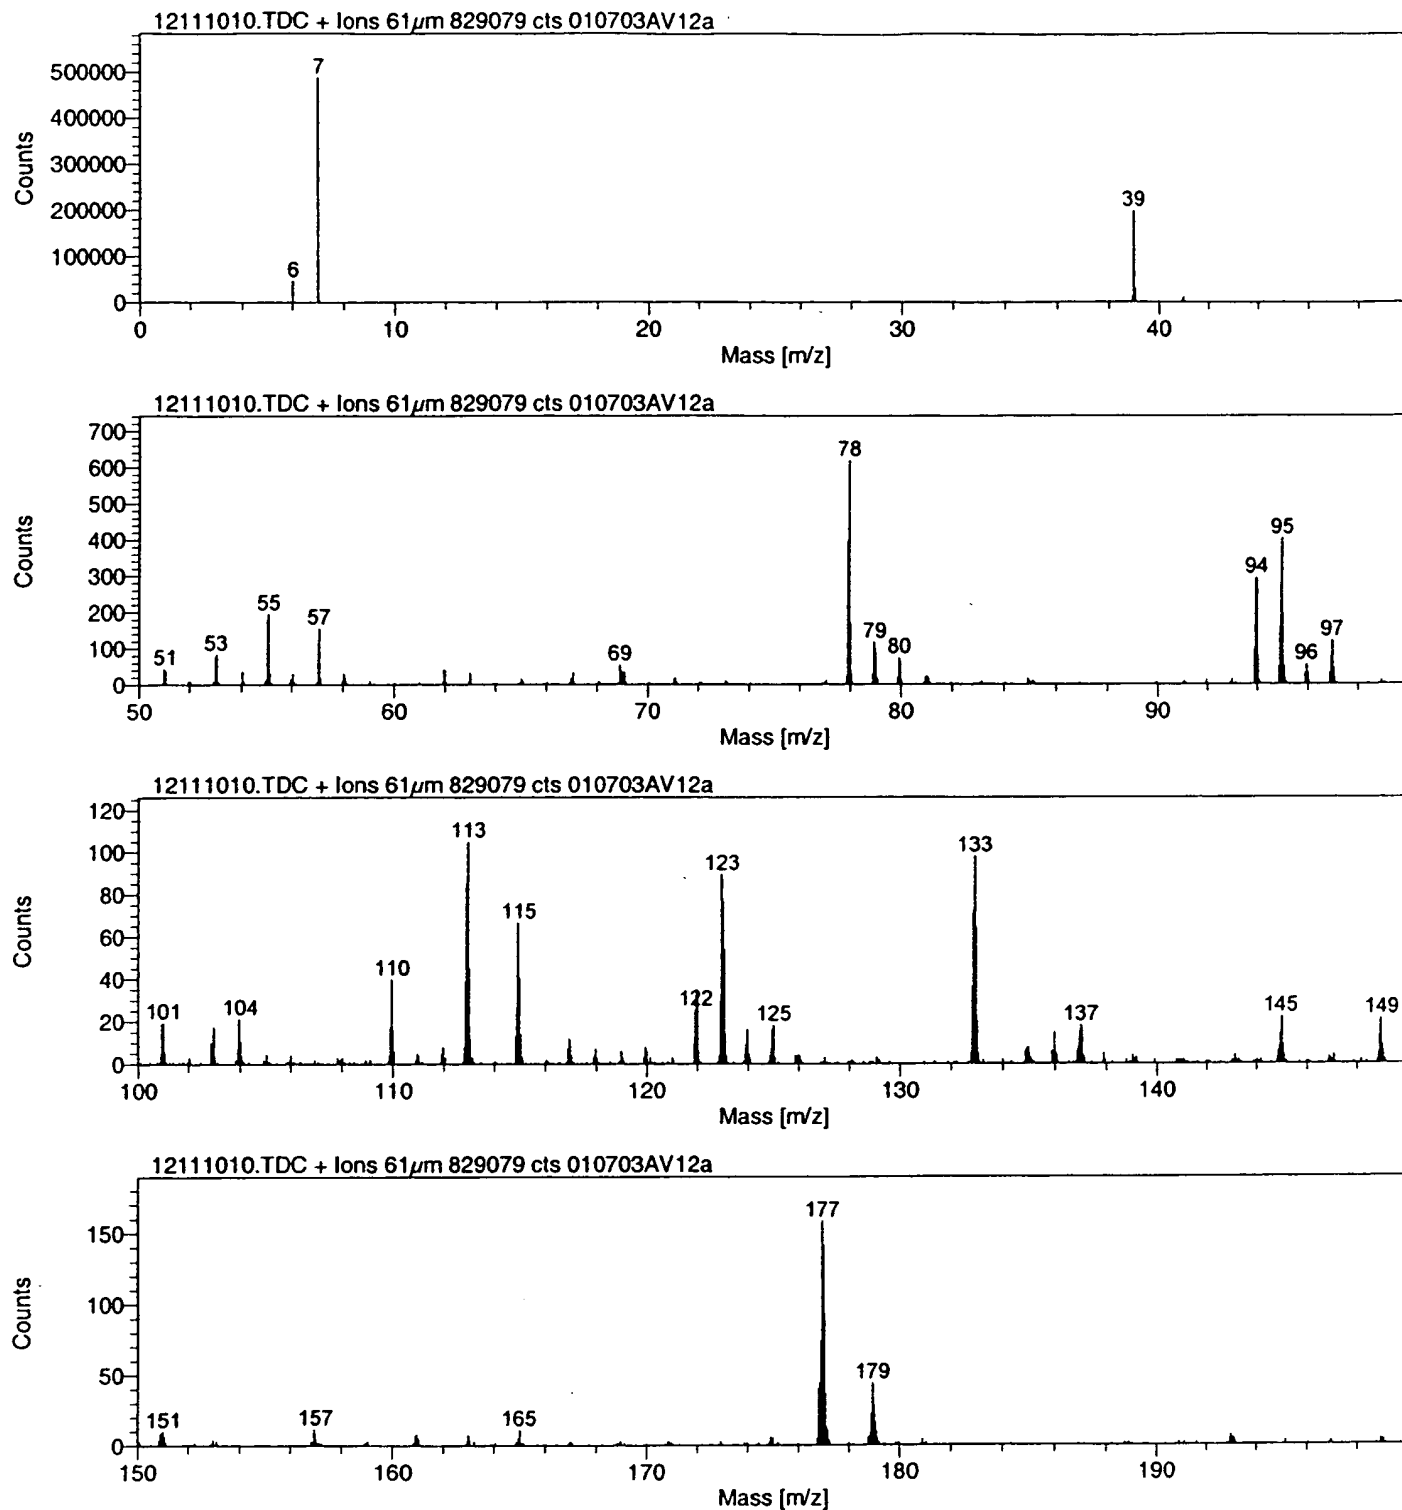 12111010.TDC + Ions 61μm 829079 cts 010703AV12a
Counts
500000
400000
300000
200000
100000
0
6
7
39
0 10 20 30 40
Mass [m/z]
12111010.TDC + Ions 61μm 829079 cts 010703AV12a
Counts
700
600
500
400
300
200
100
0
51 53 55 57 69 78 79 80 94 95 96 97
50 60 70 80 90
Mass [m/z]
12111010.TDC + Ions 61μm 829079 cts 010703AV12a
Counts
120
100
80
60
40
20
0
101 104 110 113 115 122 123 125 133 137 145 149
100 110 120 130 140
Mass [m/z]
12111010.TDC + Ions 61μm 829079 cts 010703AV12a
Counts
150
100
50
0
151 157 165 177 179
150 160 170 180 190
Mass [m/z]